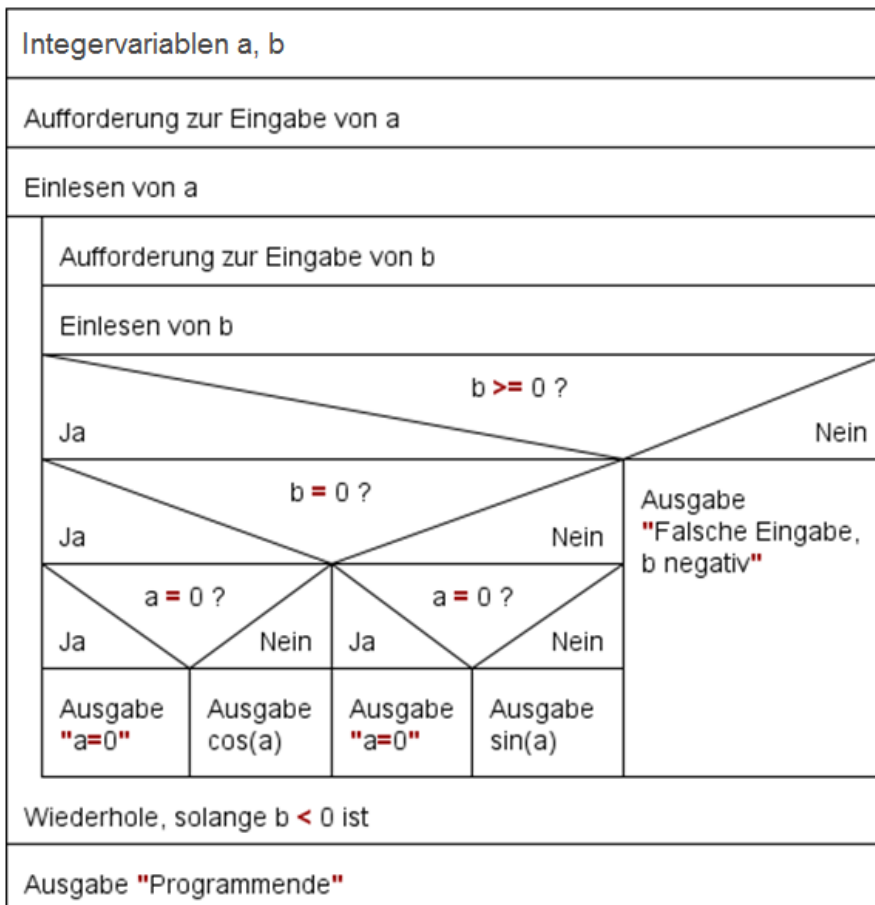 Integervariablen a, b
Aufforderung zur Eingabe von a
Einlesen von a
Aufforderung zur Eingabe von b
Einlesen von b
b >= 0 ?
Ja
Nein
b = 0 ?
Ja
Nein
Ausgabe
"Falsche Eingabe,
b negativ"
a = 0 ?
Ja
Nein
a = 0 ?
Ja
Nein
Ausgabe
"a=0"
Ausgabe
cos(a)
Ausgabe
"a=0"
Ausgabe
sin(a)
Wiederhole, solange b < 0 ist
Ausgabe "Programmende"